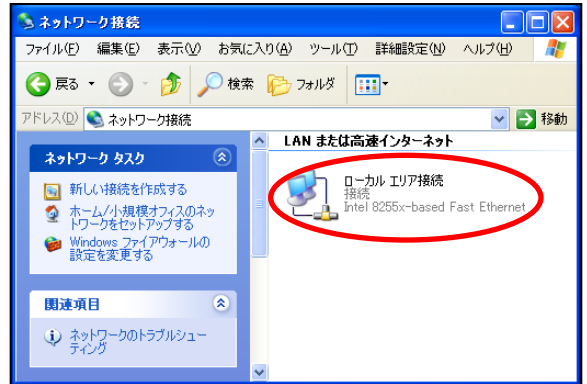 ネットワーク接続
ファイル(F) 編集(E) 表示(V) お気に入り(A) ツール(T) 詳細設定(N) ヘルプ(H)
戻る 検索 フォルダ
アドレス(D) ネットワーク接続 移動
ネットワーク タスク
新しい接続を作成する
ホーム/小規模オフィスのネッ
トワークをセットアップする
Windows ファイアウォールの
設定を変更する
関連項目
ネットワークのトラブルシュー
ティング
LAN または高速インターネット
ローカル エリア接続
接続
Intel 8255x-based Fast Ethernet